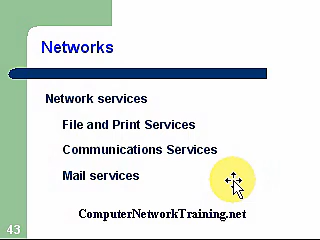 Networks
Network services
File and Print Services
Communications Services
Mail services
ComputerNetworkTraining.net
43